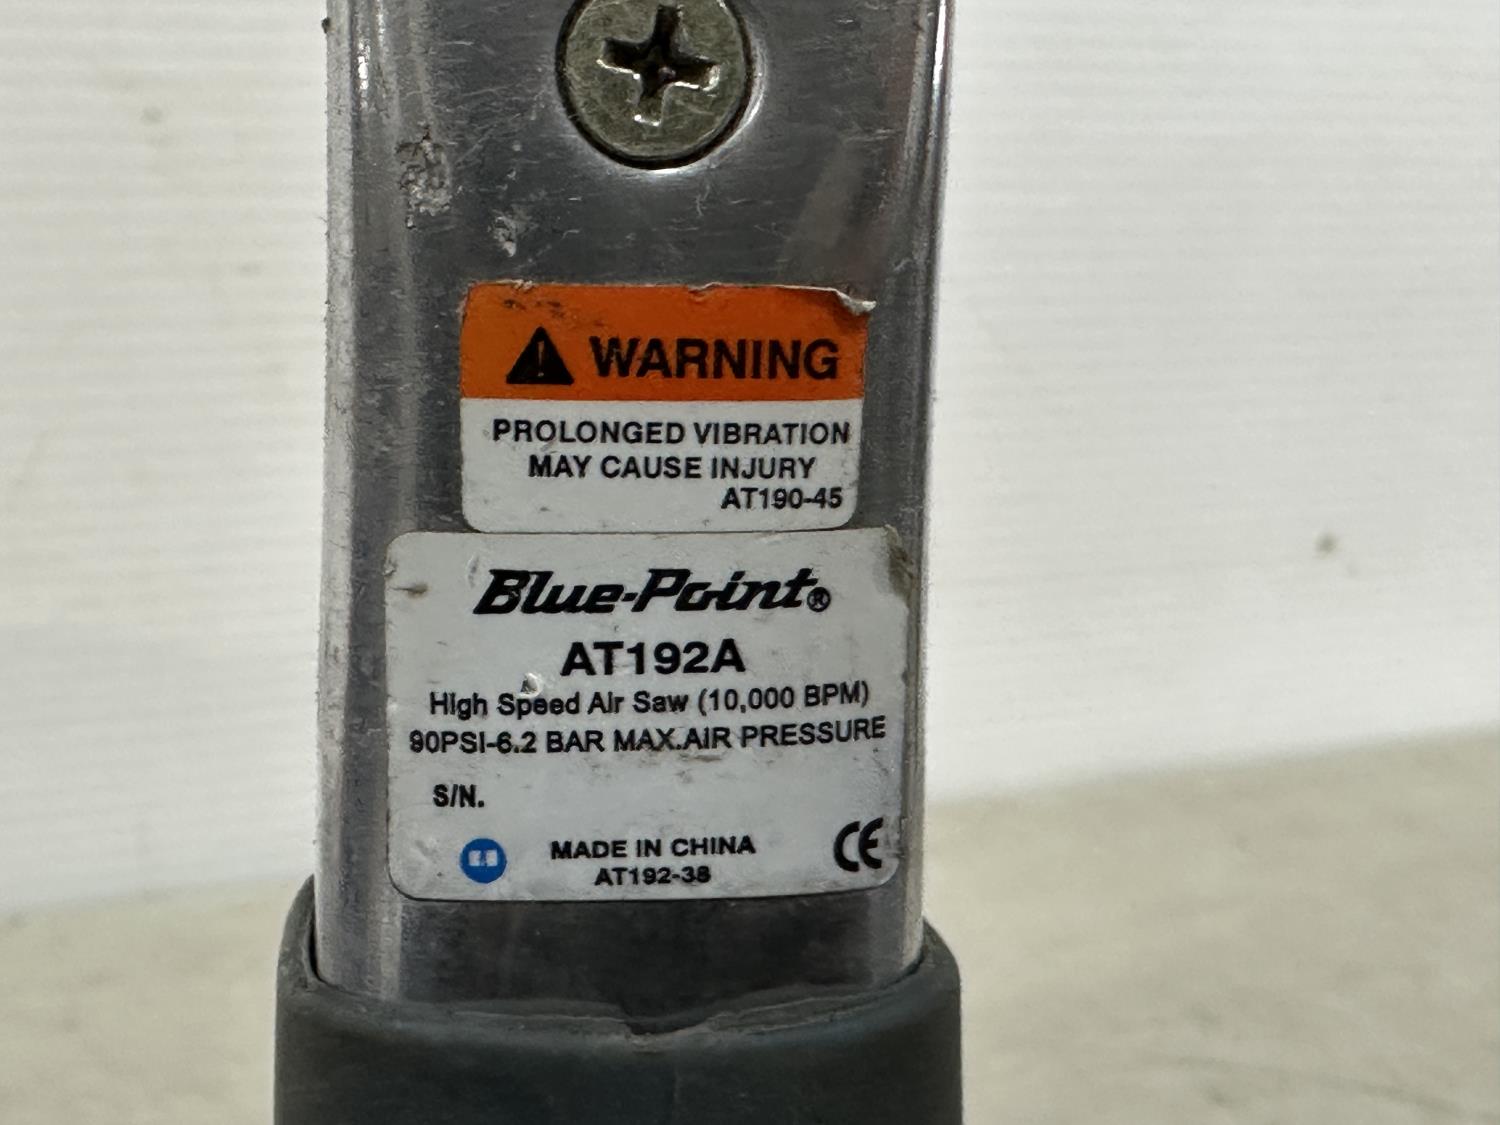 WARNING
PROLONGED VIBRATION
MAY CAUSE INJURY
AT190-45
Blue-Point®
AT192A
High Speed Air Saw (10,000 BPM)
90PSI-6.2 BAR MAX.AIR PRESSURE
S/N.
MADE IN CHINA
AT192-38
CE